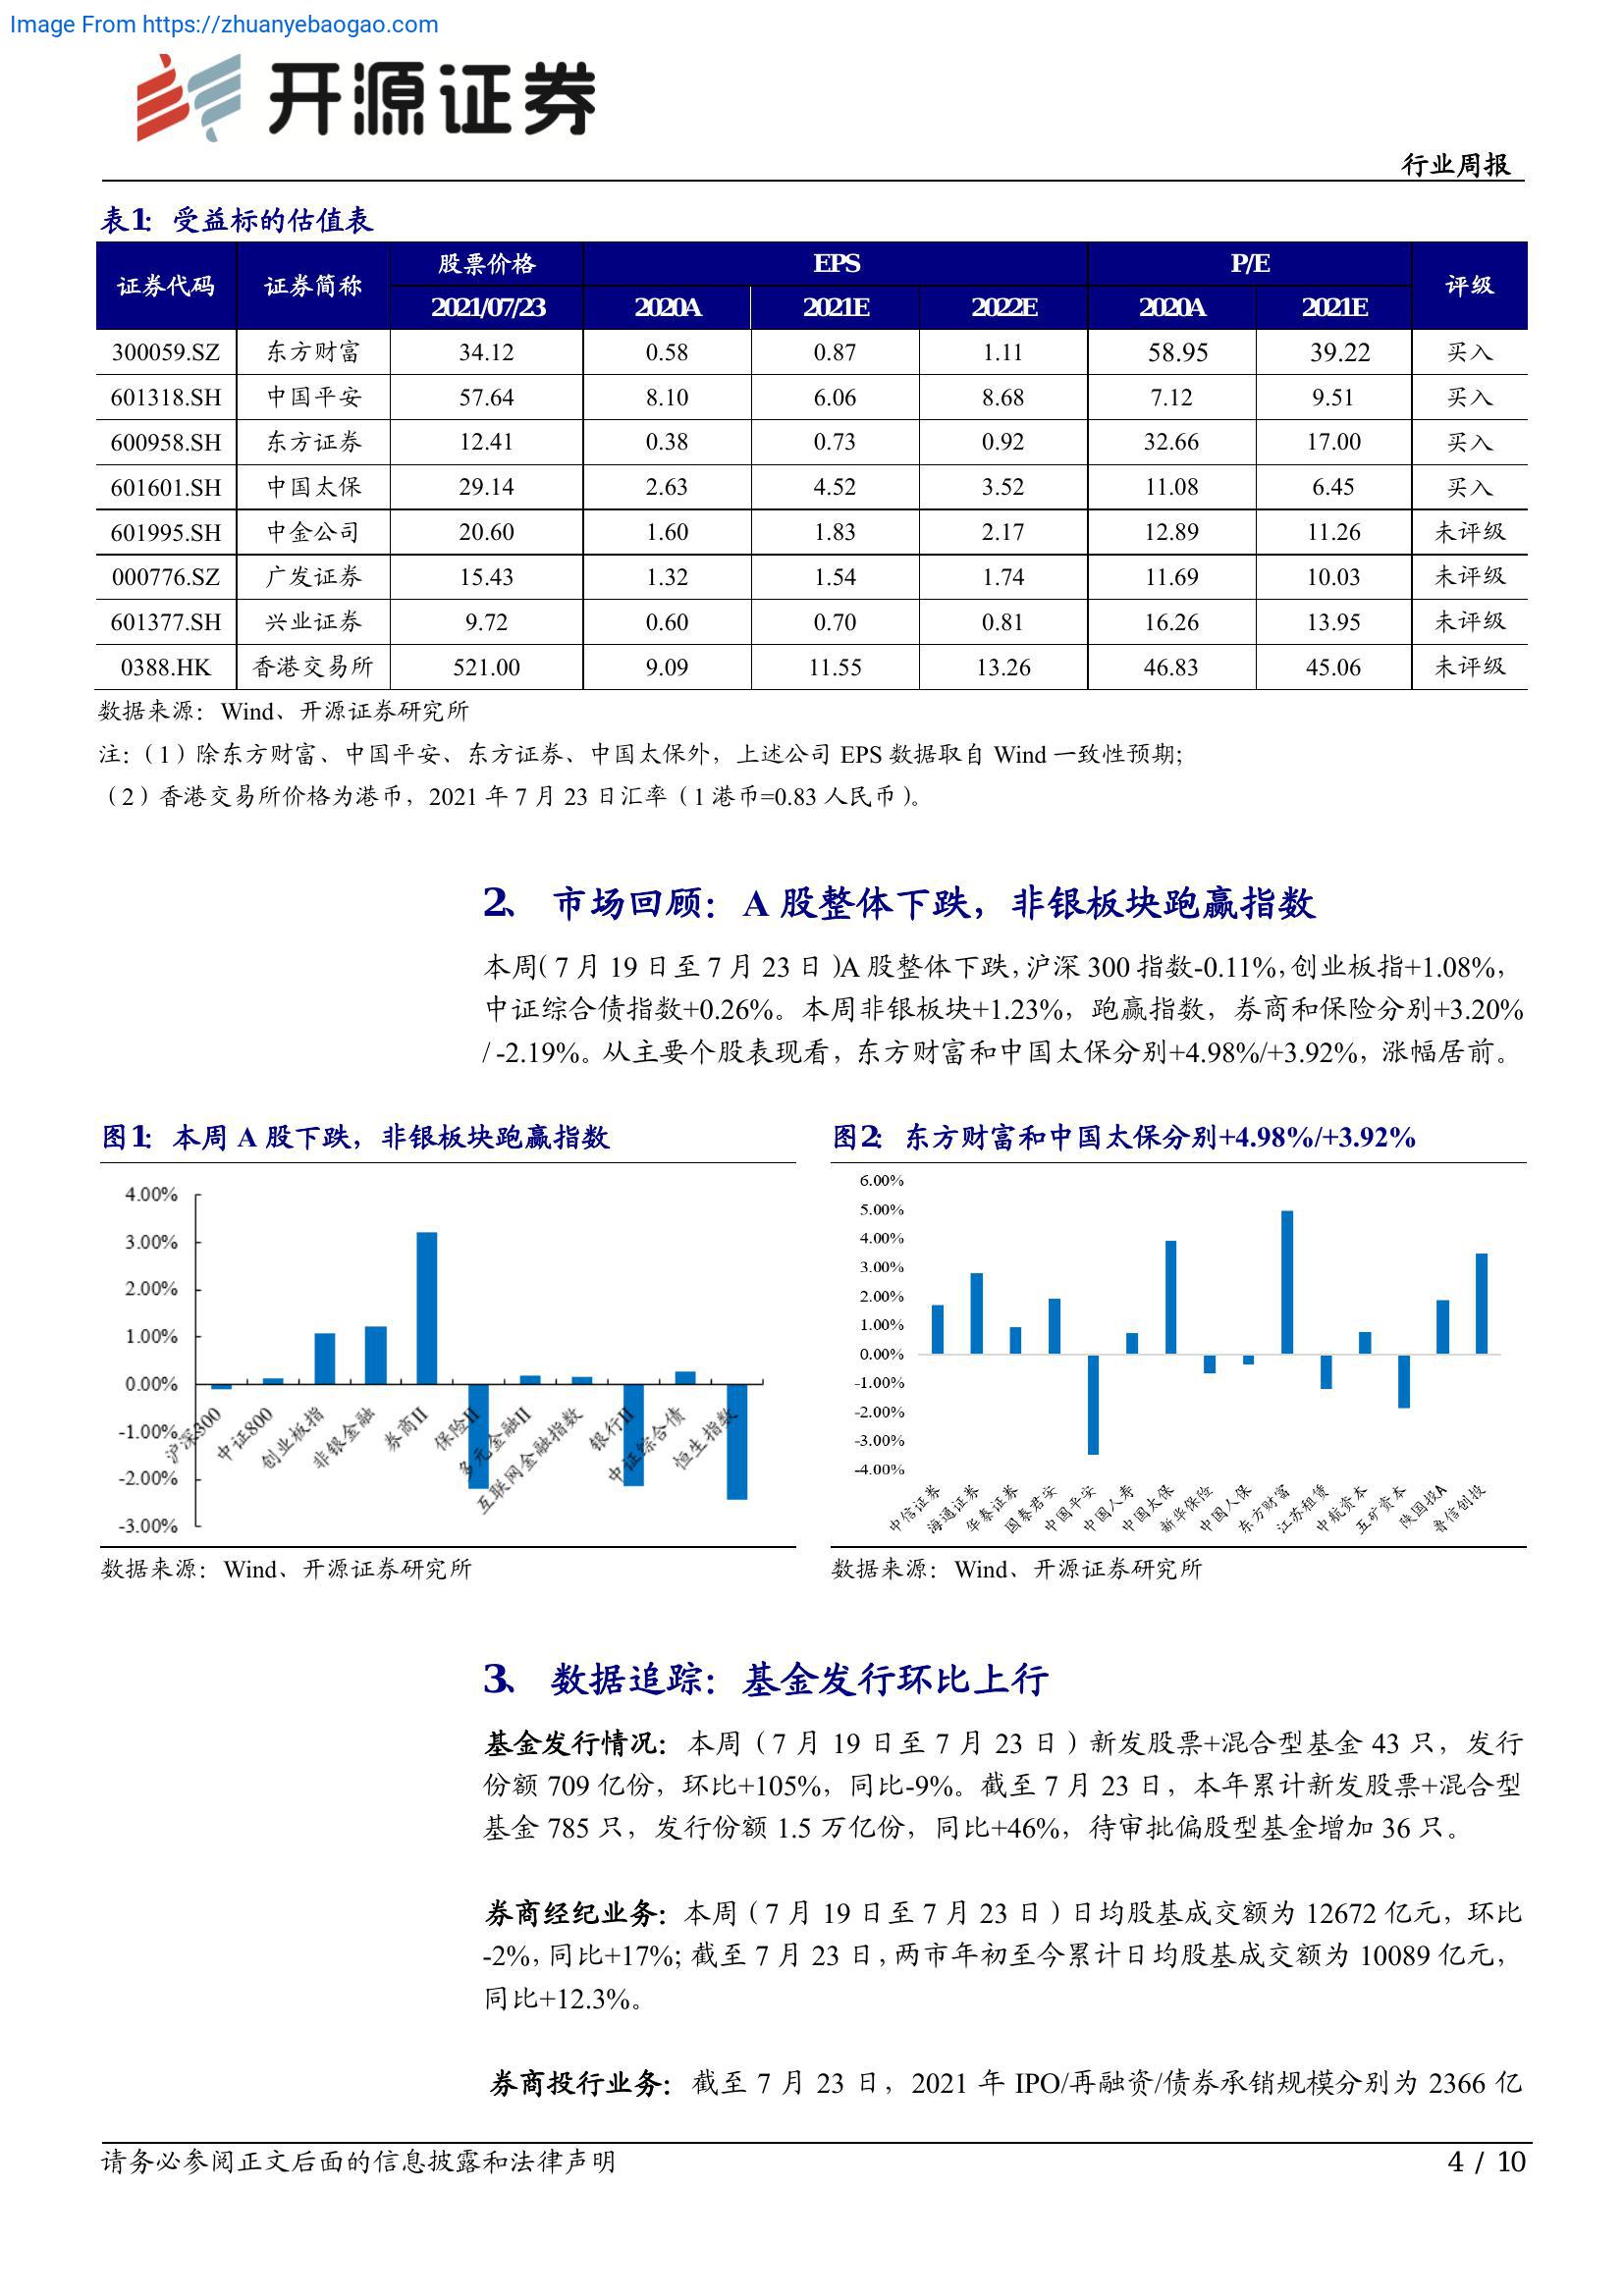 Image From https://zhuanyebaogao.com
开源证券
行业周报
表1：受益标的估值表
证券代码 证券简称 股票价格 EPS P/E 评级
2021/07/23 2020A 2021E 2022E 2020A 2021E
300059.SZ 东方财富 34.12 0.58 0.87 1.11 58.95 39.22 买入
601318.SH 中国平安 57.64 8.10 6.06 8.68 7.12 9.51 买入
600958.SH 东方证券 12.41 0.38 0.73 0.92 32.66 17.00 买入
601601.SH 中国太保 29.14 2.63 4.52 3.52 11.08 6.45 买入
601995.SH 中金公司 20.60 1.60 1.83 2.17 12.89 11.26 未评级
000776.SZ 广发证券 15.43 1.32 1.54 1.74 11.69 10.03 未评级
601377.SH 兴业证券 9.72 0.60 0.70 0.81 16.26 13.95 未评级
0388.HK 香港交易所 521.00 9.09 11.55 13.26 46.83 45.06 未评级
数据来源：Wind、开源证券研究所
注：（1）除东方财富、中国平安、东方证券、中国太保外，上述公司 EPS 数据取自 Wind 一致性预期；
（2）香港交易所价格为港币，2021 年 7 月 23 日汇率（1 港币=0.83 人民币）。
2、 市场回顾：A 股整体下跌，非银板块跑赢指数
本周（7 月 19 日至 7 月 23 日）A 股整体下跌，沪深 300 指数-0.11%，创业板指+1.08%，
中证综合债指数+0.26%。本周非银板块+1.23%，跑赢指数，券商和保险分别+3.20%
/ -2.19%。从主要个股表现看，东方财富和中国太保分别+4.98%/+3.92%，涨幅居前。
图1：本周 A 股下跌，非银板块跑赢指数
4.00%
3.00%
2.00%
1.00%
0.00%
-1.00%
-2.00%
-3.00%
沪深300 中证800 创业板指 非银金融 券商II 保险II 多元金融II 互联网金融指数 银行II 中证综合债 恒生指数
数据来源：Wind、开源证券研究所
图2：东方财富和中国太保分别+4.98%/+3.92%
6.00%
5.00%
4.00%
3.00%
2.00%
1.00%
0.00%
-1.00%
-2.00%
-3.00%
-4.00%
中信证券 海通证券 华泰证券 国泰君安 中国平安 中国人寿 中国太保 新华保险 中国人保 东方财富 江苏租赁 中航资本 五矿资本 陕国投A 鲁信创投
数据来源：Wind、开源证券研究所
3、 数据追踪：基金发行环比上行
基金发行情况：本周（7 月 19 日至 7 月 23 日）新发股票+混合型基金 43 只，发行
份额 709 亿份，环比+105%，同比-9%。截至 7 月 23 日，本年累计新发股票+混合型
基金 785 只，发行份额 1.5 万亿份，同比+46%，待审批偏股型基金增加 36 只。
券商经纪业务：本周（7 月 19 日至 7 月 23 日）日均股基成交额为 12672 亿元，环比
-2%，同比+17%；截至 7 月 23 日，两市年初至今累计日均股基成交额为 10089 亿元，
同比+12.3%。
券商投行业务：截至 7 月 23 日，2021 年 IPO/再融资/债券承销规模分别为 2366 亿
请务必参阅正文后面的信息披露和法律声明
4 / 10